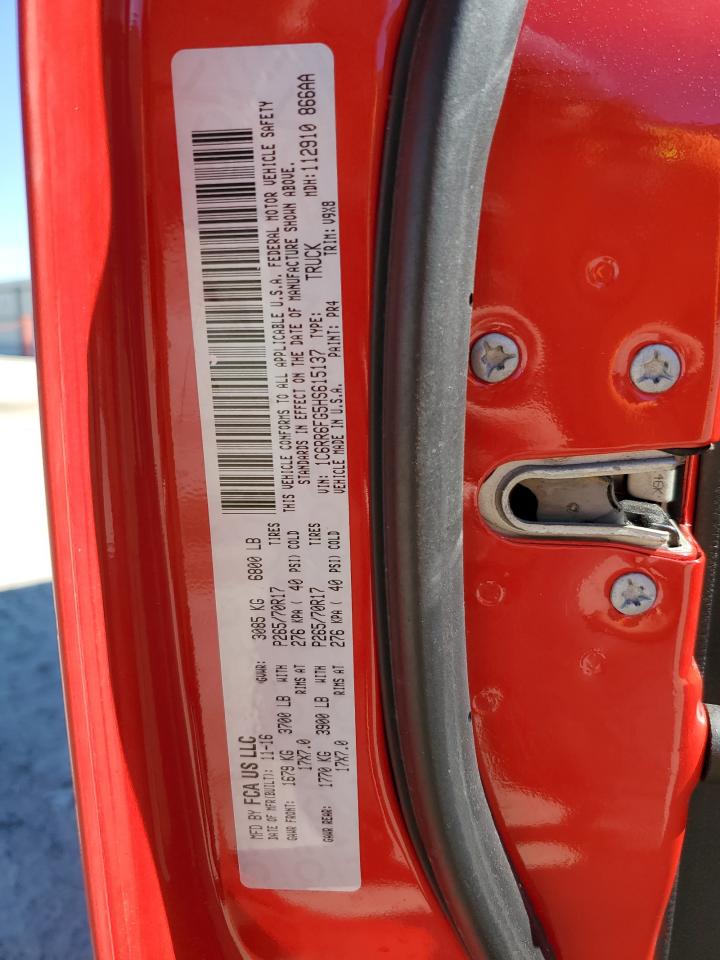 MFD BY FCA US LLC
DATE OF MFR(BUILT): 11-16 GVWR: 3085 KG 6800 LB
GAWR FRONT: 1679 KG 3700 LB WITH P265/70R17 TIRES
17X7.0 RIMS AT 276 KPA ( 40 PSI) COLD
GAWR REAR: 1770 KG 3900 LB WITH P265/70R17 TIRES
17X7.0 RIMS AT 276 KPA ( 40 PSI) COLD
THIS VEHICLE CONFORMS TO ALL APPLICABLE U.S.A. FEDERAL MOTOR VEHICLE SAFETY
STANDARDS IN EFFECT ON THE DATE OF MANUFACTURE SHOWN ABOVE.
VIN: 1C6RR6FG5HS615137 TYPE: TRUCK MDH: 112910 866AA
VEHICLE MADE IN U.S.A. PAINT: PR4 TRIM: V9X8